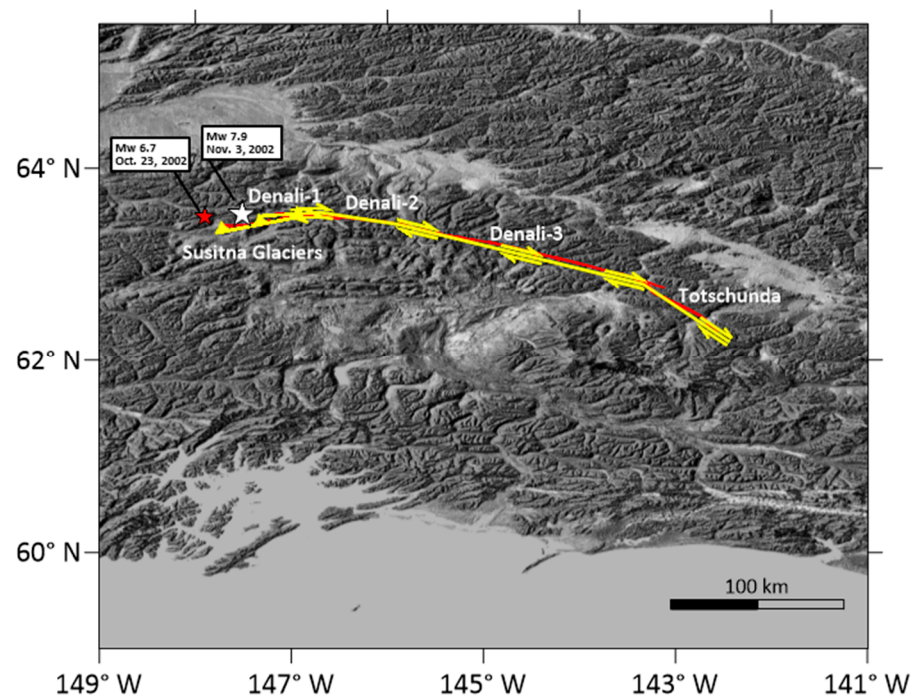 Mw 6.7
Oct. 23, 2002
Mw 7.9
Nov. 3, 2002
64° N
Denali-1
Denali-2
Denali-3
Susitna Glaciers
Totschunda
62° N
60° N
100 km
149° W
147° W
145° W
143° W
141° W